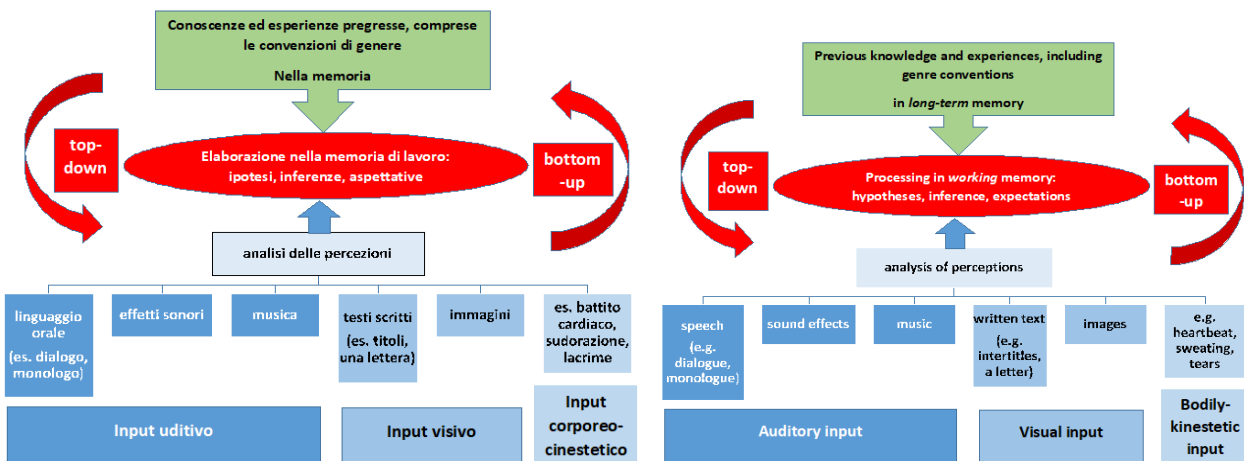 Conoscenze ed esperienze pregresse, comprese
le convenzioni di genere
Nella memoria
top-
down
Elaborazione nella memoria di lavoro:
ipotesi, inferenze, aspettative
bottom
-up
analisi delle percezioni
linguaggio
orale
(es. dialogo,
monologo)
effetti sonori
musica
testi scritti
(es. titoli,
una lettera)
immagini
es. battito
cardiaco,
sudorazione,
lacrime
Input uditivo
Input visivo
Input
corporeo-
cinestetico
Previous knowledge and experiences, including
genre conventions
in long-term memory
top-
down
Processing in working memory:
hypotheses, inference, expectations
bottom
-up
analysis of perceptions
speech
(e.g.
dialogue,
monologue)
sound effects
music
written text
(e.g.
intertitles,
a letter)
images
e.g.
heartbeat,
sweating,
tears
Auditory input
Visual input
Bodily-
kinestetic
input